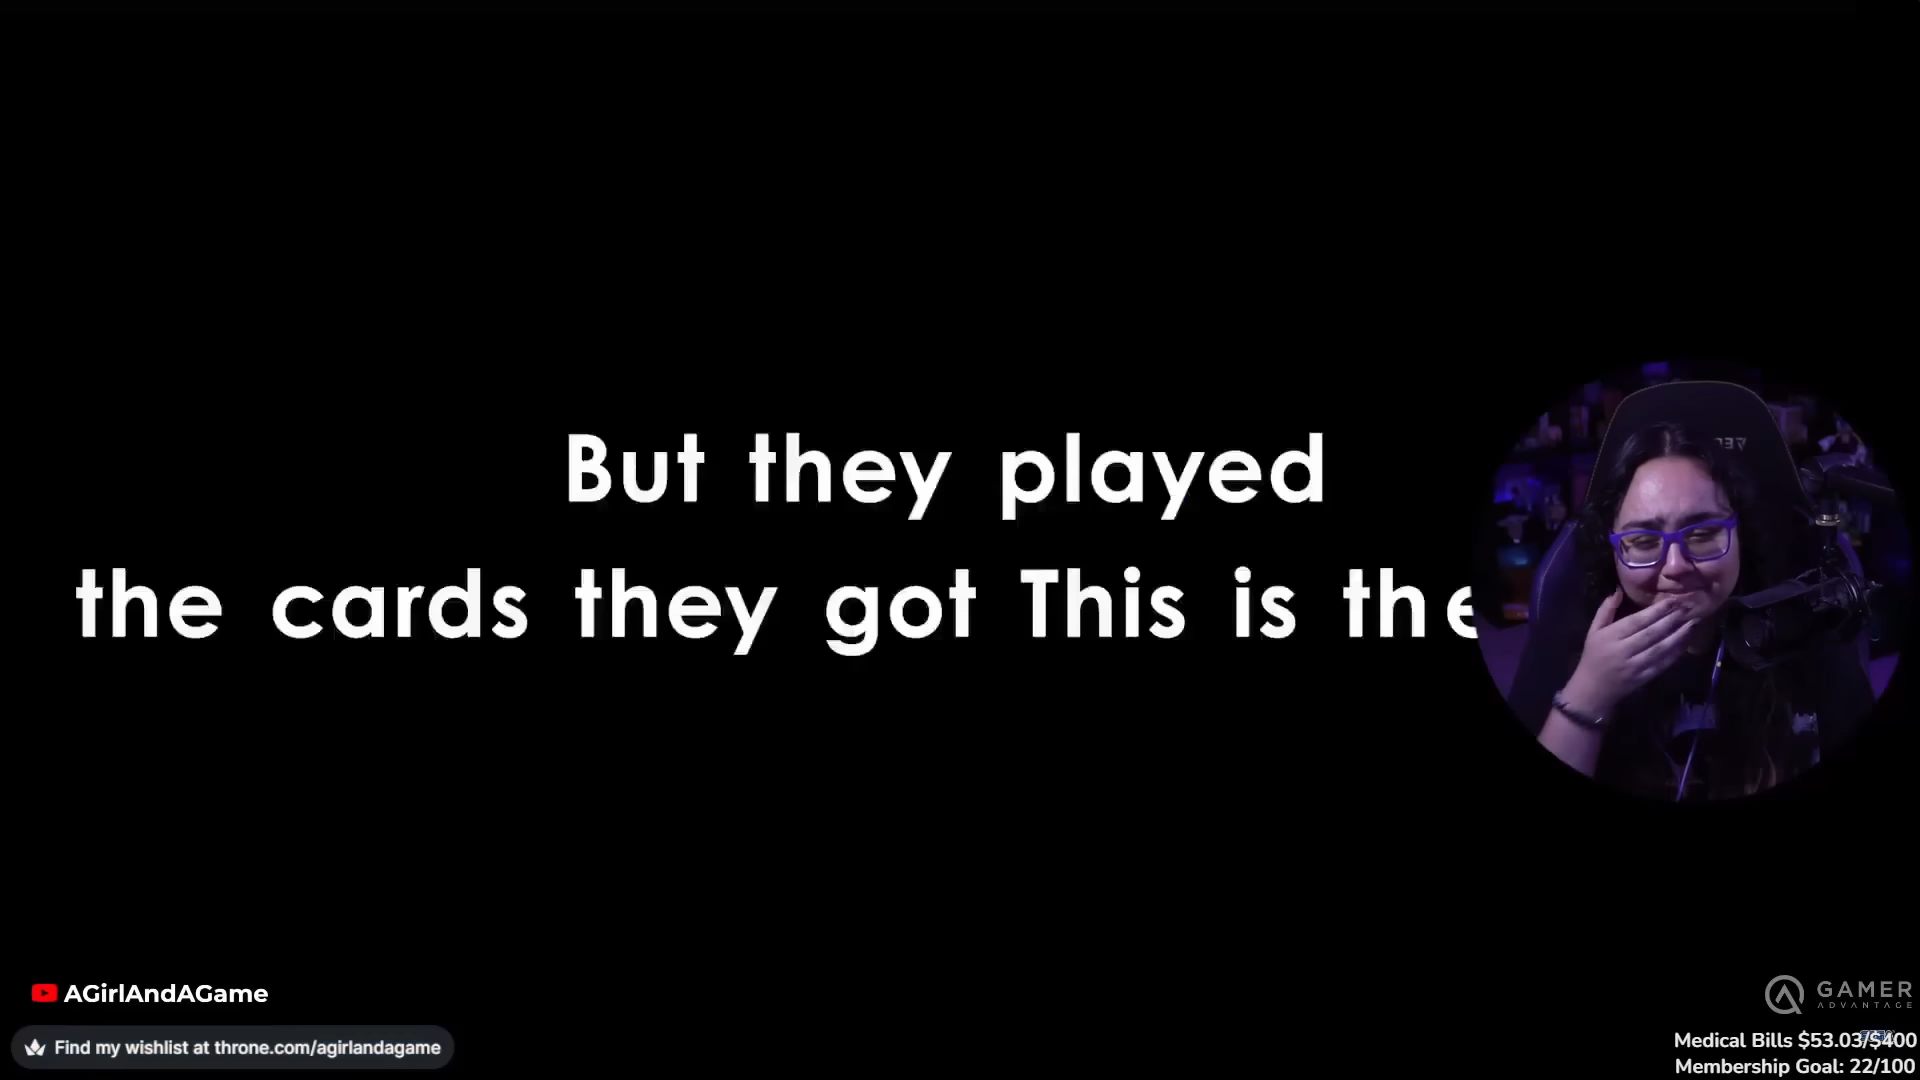 But they played
the cards they got This is the
AGirlAndAGame
Find my wishlist at throne.com/agirlandagame
GAMER
ADVANTAGE
Medical Bills $53.03/$400
Membership Goal: 22/100